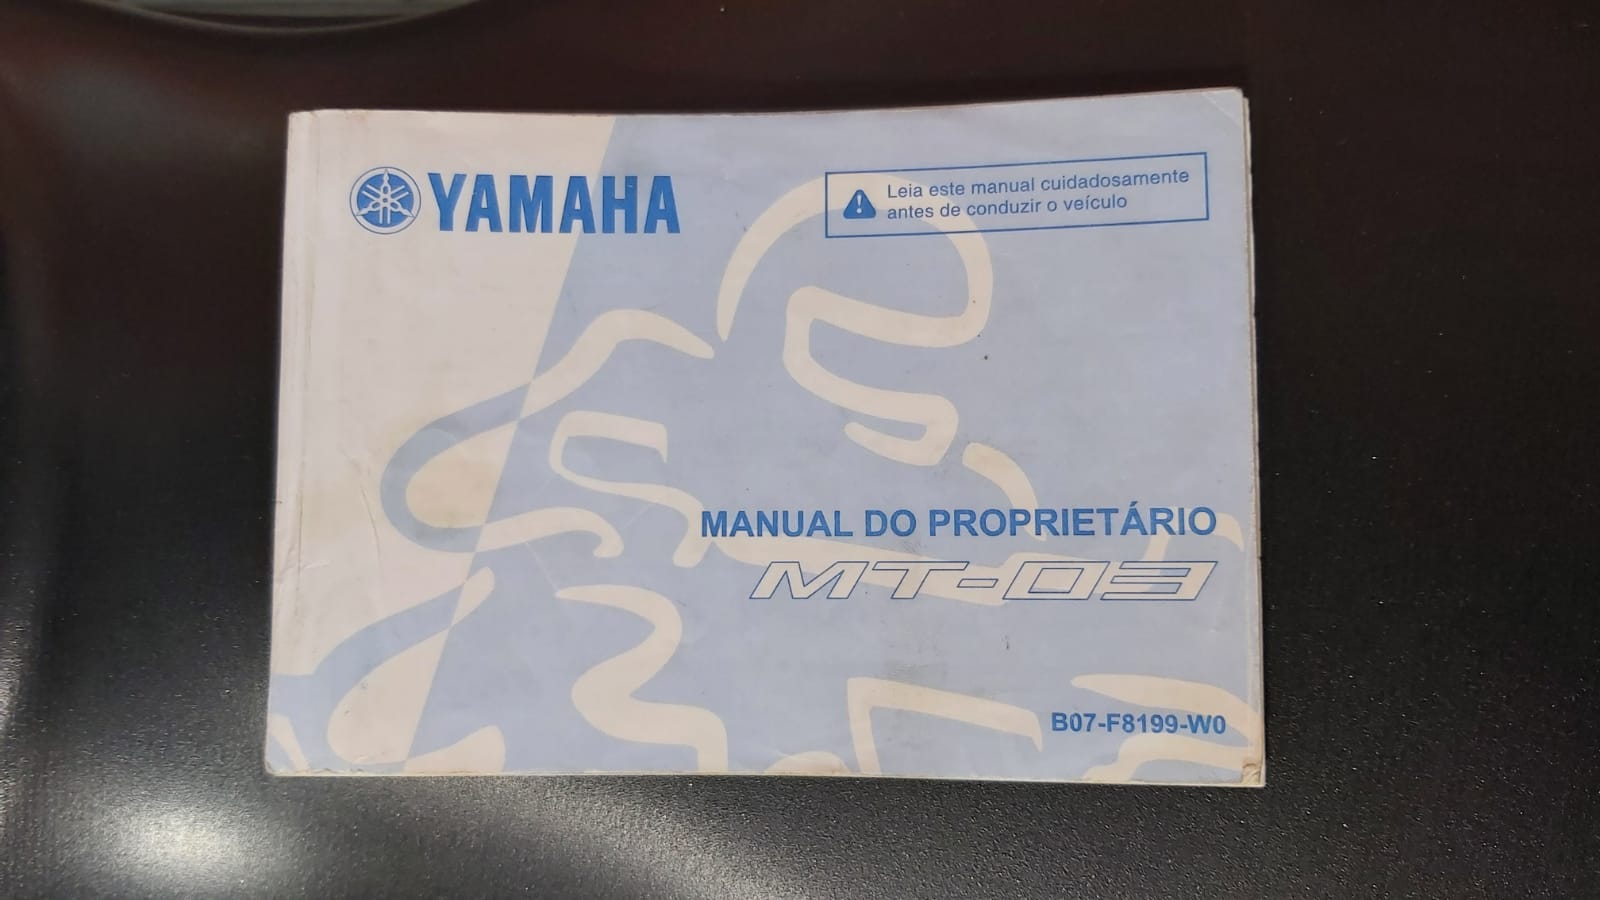 YAMAHA
Leia este manual cuidadosamente
antes de conduzir o veículo
MANUAL DO PROPRIETÁRIO
MT-03
B07-F8199-W0